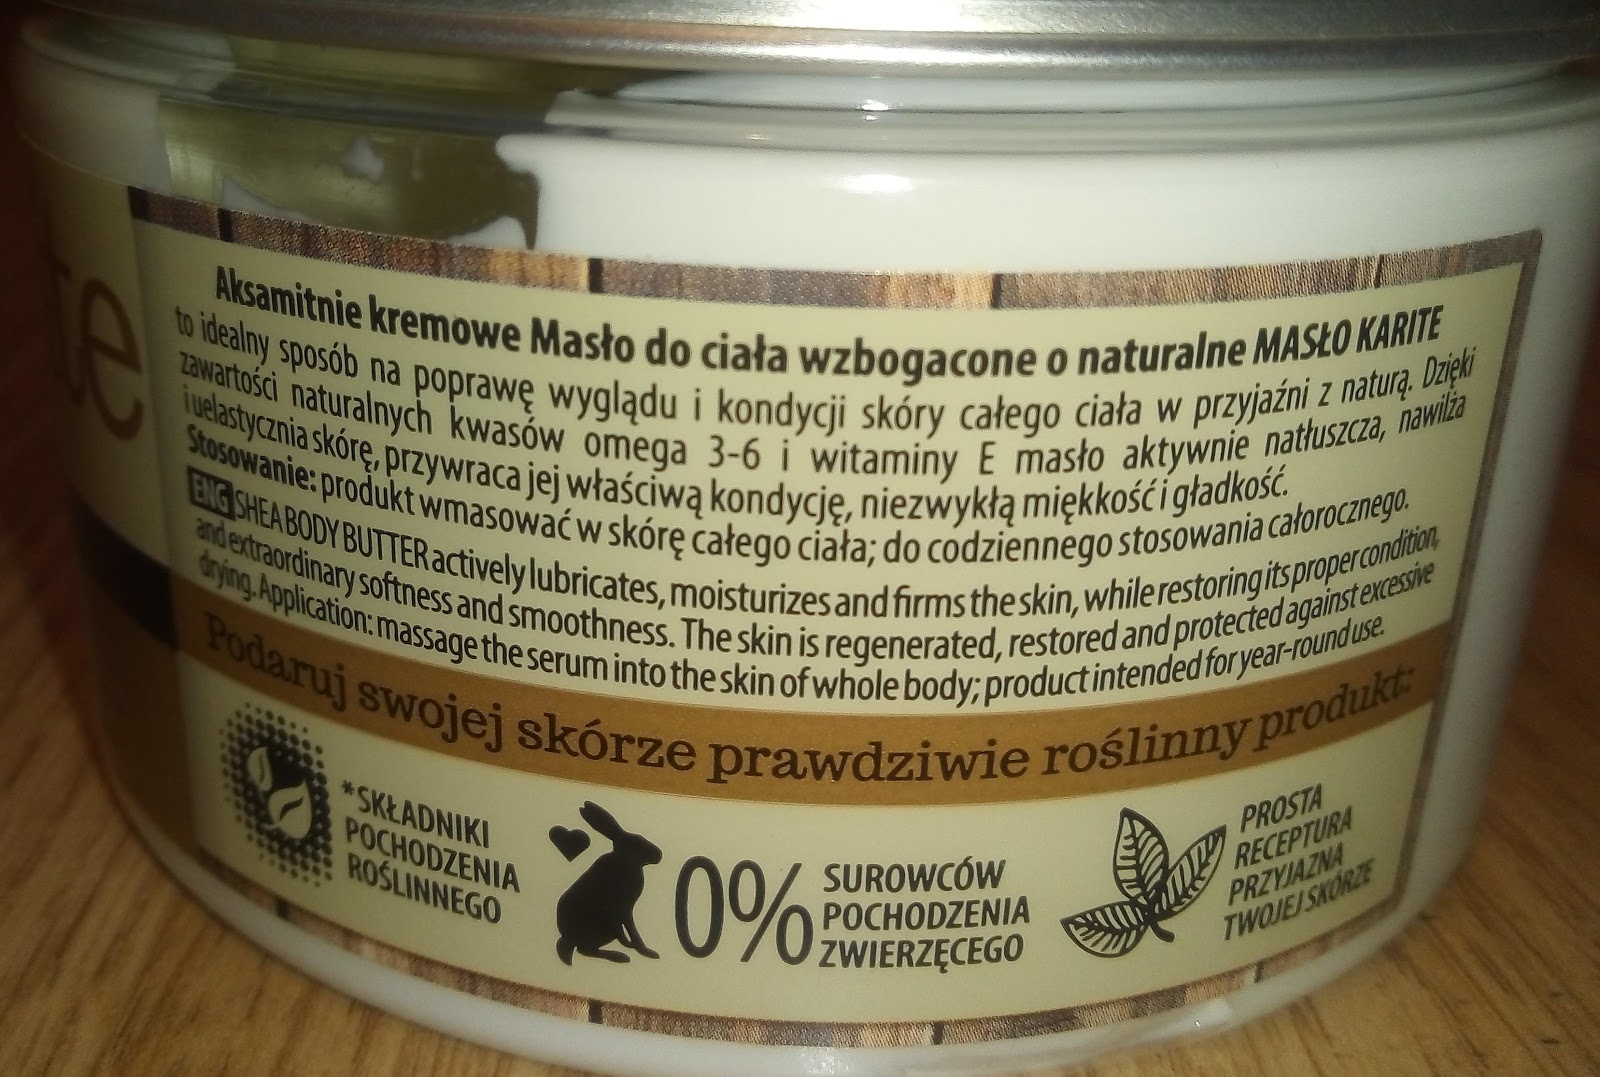 te
Aksamitnie kremowe Masło do ciała wzbogacone o naturalne MASŁO KARITE
to idealny sposób na poprawę wyglądu i kondycji skóry całego ciała w przyjaźni z naturą. Dzięki
zawartości naturalnych kwasów omega 3-6 i witaminy E masło aktywnie natłuszcza, nawilża
i uelastycznia skórę, przywraca jej właściwą kondycję, niezwykłą miękkość i gładkość.
Stosowanie: produkt wmasować w skórę całego ciała; do codziennego stosowania całorocznego.
ENG SHEA BODY BUTTER actively lubricates, moisturizes and firms the skin, while restoring its proper condition,
and extraordinary softness and smoothness. The skin is regenerated, restored and protected against excessive
drying. Application: massage the serum into the skin of whole body; product intended for year-round use.
Podaruj swojej skórze prawdziwie roślinny produkt:
*SKŁADNIKI
POCHODZENIA
ROŚLINNEGO
0%
SUROWCÓW
POCHODZENIA
ZWIERZĘCEGO
PROSTA
RECEPTURA
PRZYJAZNA
TWOJEJ SKÓRZE